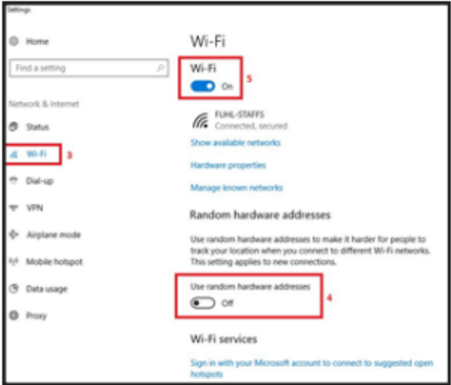 Settings
Home
Find a setting
Network & Internet
Status
Wi-Fi
3
Dial-up
VPN
Airplane mode
Mobile hotspot
Data usage
Proxy
Wi-Fi
Wi-Fi
On
5
FUHL-STAFFS
Connected, secured
Show available networks
Hardware properties
Manage known networks
Random hardware addresses
Use random hardware addresses to make it harder for people to
track your location when you connect to different Wi-Fi networks.
This setting applies to new connections.
Use random hardware addresses
Off
4
Wi-Fi services
Sign in with your Microsoft account to connect to suggested open
hotspots